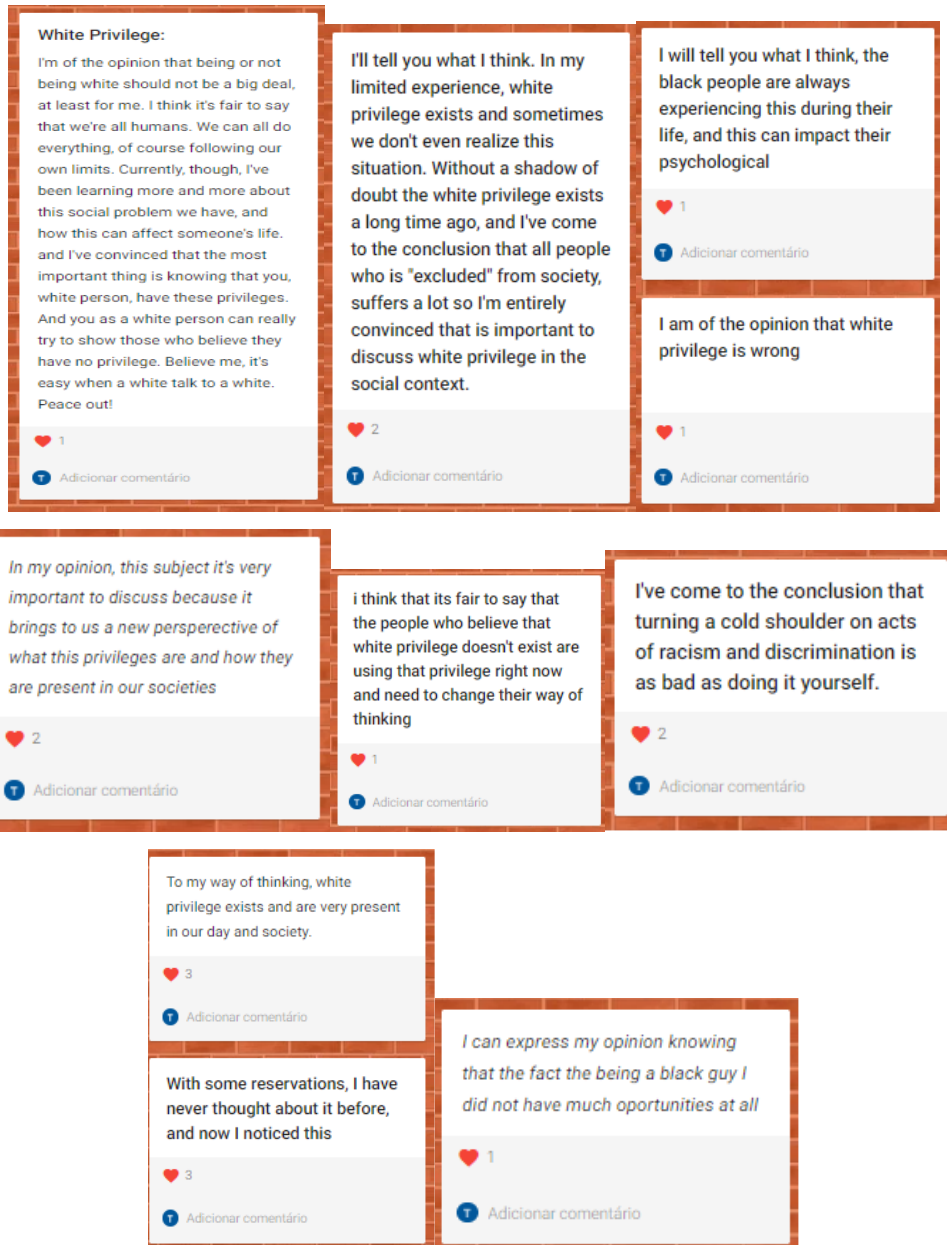 White Privilege:
I'm of the opinion that being or not
being white should not be a big deal,
at least for me. I think it's fair to say
that we're all humans. We can all do
everything, of course following our
own limits. Currently, though, I've
been learning more and more about
this social problem we have, and
how this can affect someone's life.
and I've convinced that the most
important thing is knowing that you,
white person, have these privileges.
And you as a white person can really
try to show those who believe they
have no privilege. Believe me, it's
easy when a white talk to a white.
Peace out!
1
T Adicionar comentário
I'll tell you what I think. In my
limited experience, white
privilege exists and sometimes
we don't even realize this
situation. Without a shadow of
doubt the white privilege exists
a long time ago, and I've come
to the conclusion that all people
who is "excluded" from society,
suffers a lot so I'm entirely
convinced that is important to
discuss white privilege in the
social context.
2
T Adicionar comentário
I will tell you what I think, the
black people are always
experiencing this during their
life, and this can impact their
psychological
1
T Adicionar comentário
I am of the opinion that white
privilege is wrong
1
T Adicionar comentário
In my opinion, this subject it's very
important to discuss because it
brings to us a new persperective of
what this privileges are and how they
are present in our societies
2
T Adicionar comentário
i think that its fair to say that
the people who believe that
white privilege doesn't exist are
using that privilege right now
and need to change their way of
thinking
1
T Adicionar comentário
I've come to the conclusion that
turning a cold shoulder on acts
of racism and discrimination is
as bad as doing it yourself.
2
T Adicionar comentário
To my way of thinking, white
privilege exists and are very present
in our day and society.
3
T Adicionar comentário
With some reservations, I have
never thought about it before,
and now I noticed this
3
T Adicionar comentário
I can express my opinion knowing
that the fact the being a black guy I
did not have much oportunities at all
1
T Adicionar comentário